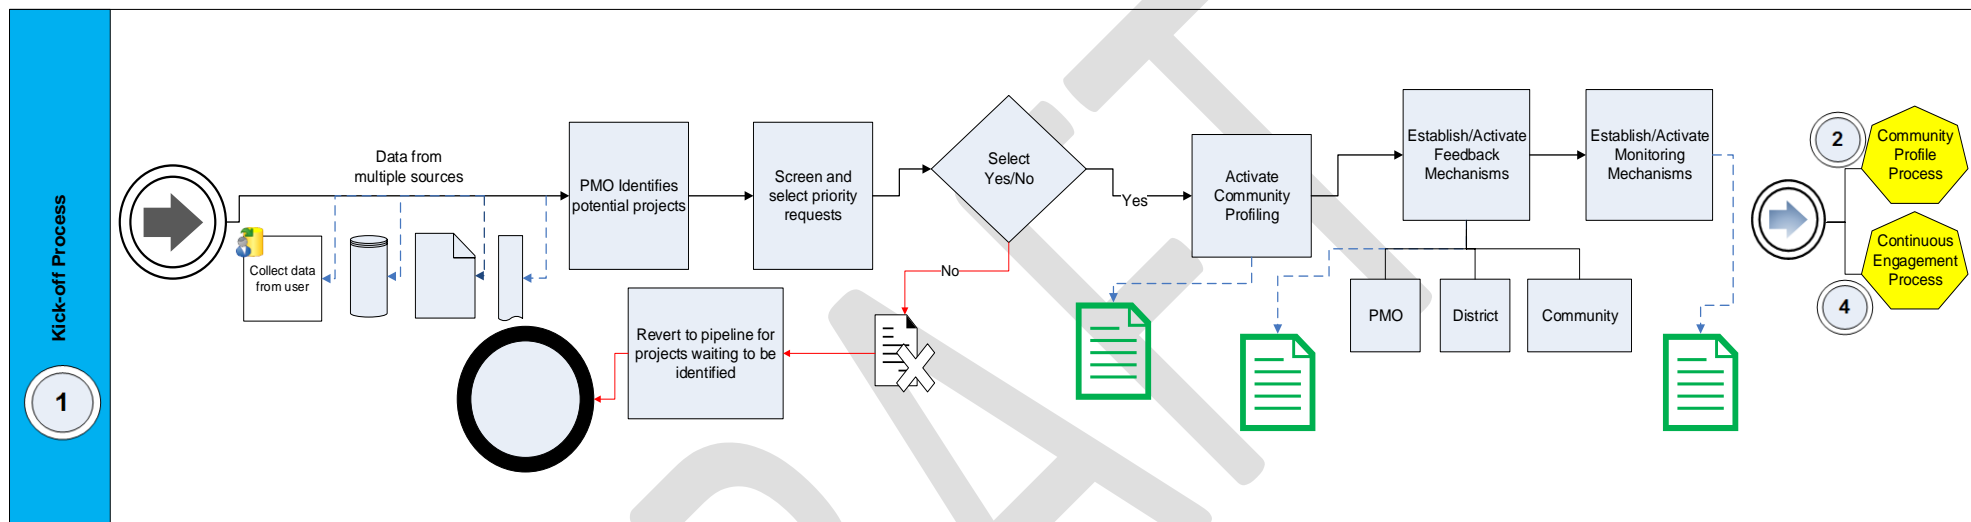 Kick-off Process
1
Data from
multiple sources
Collect data
from user
PMO Identifies
potential projects
Screen and
select priority
requests
Select
Yes/No
Yes
No
Revert to pipeline for
projects waiting to be
identified
Activate
Community
Profiling
Establish/Activate
Feedback
Mechanisms
PMO
District
Community
Establish/Activate
Monitoring
Mechanisms
2
Community
Profile
Process
Continuous
Engagement
Process
4
DRAFT